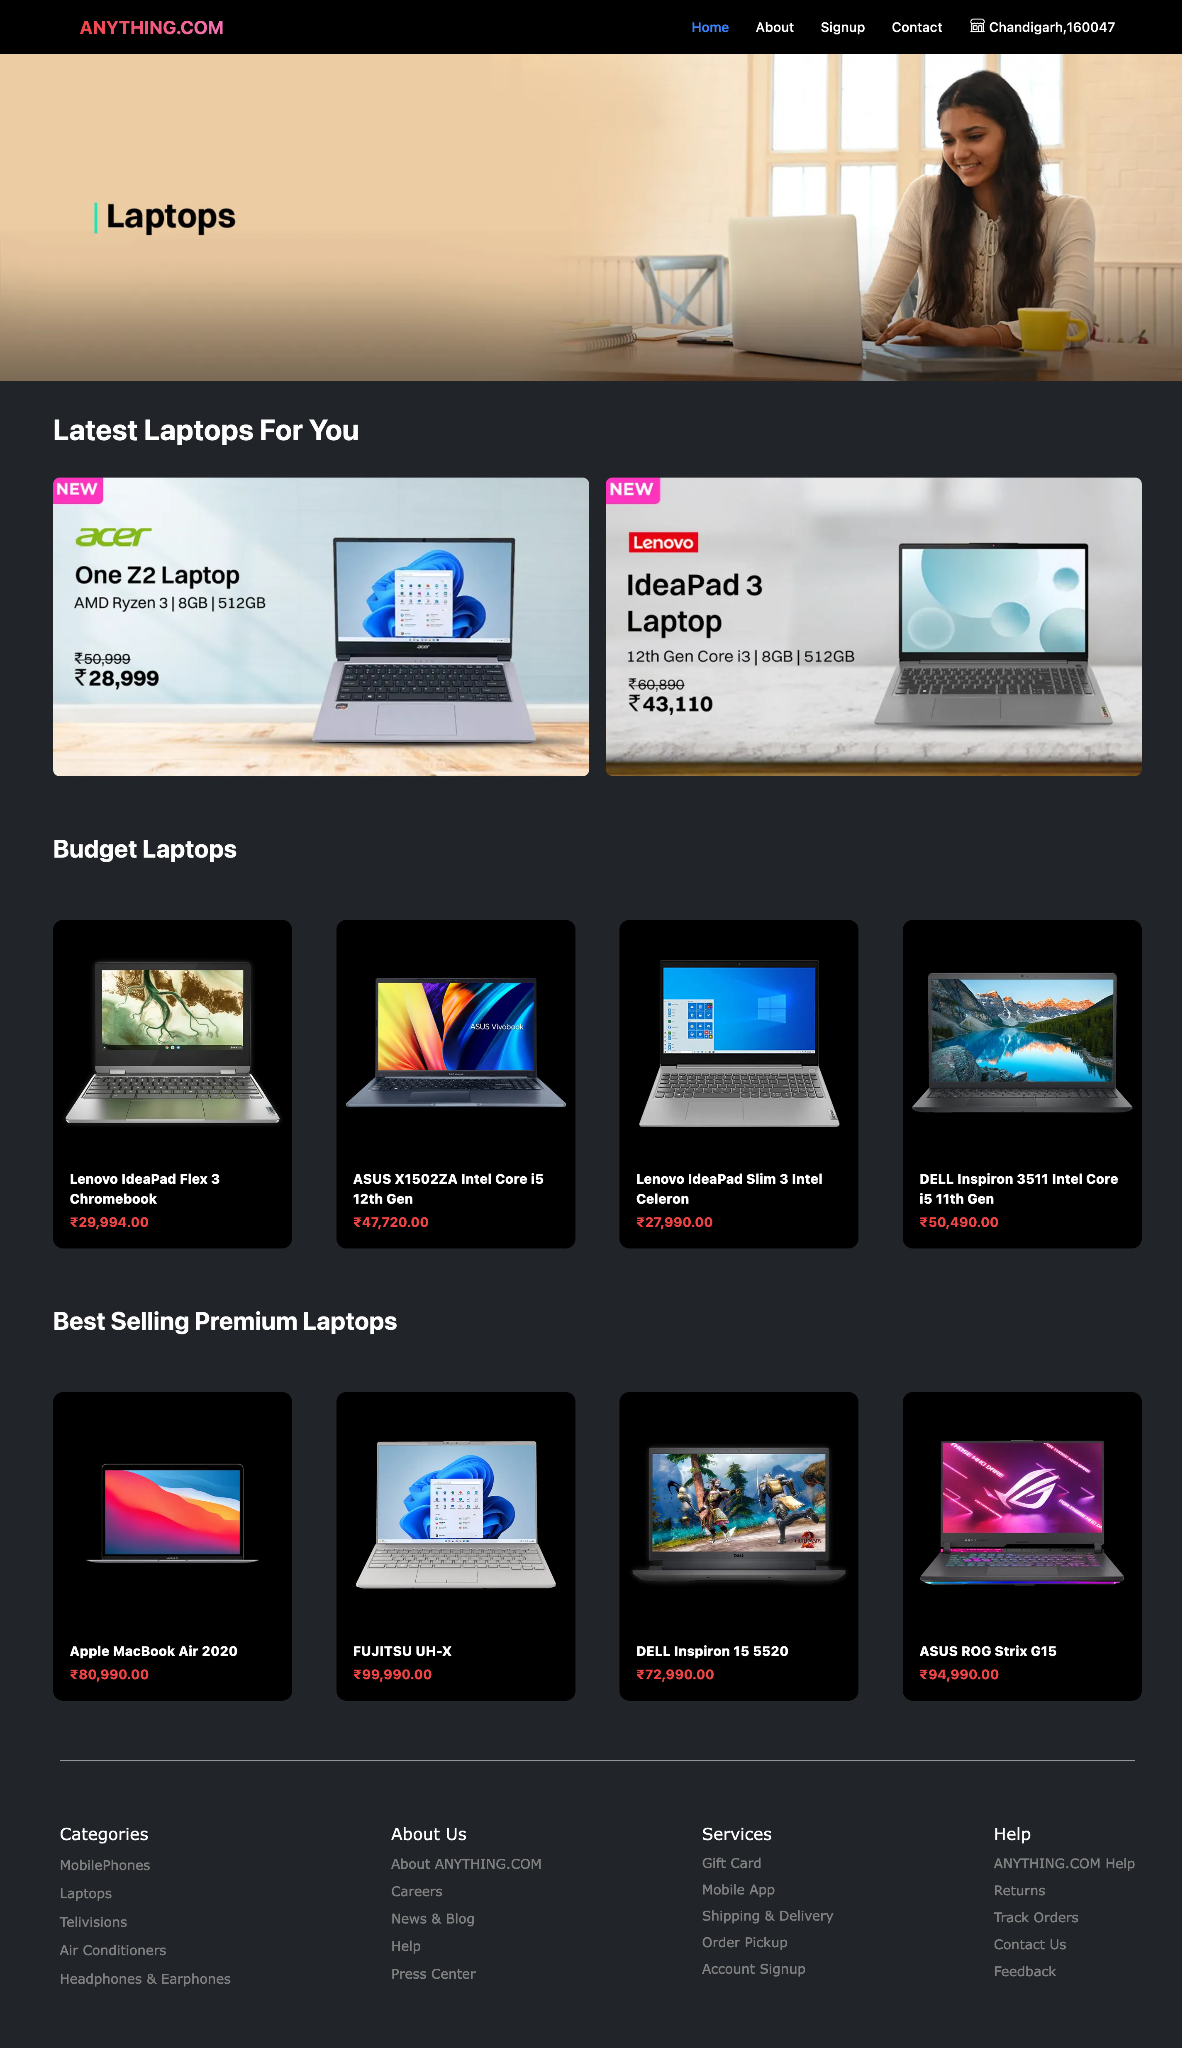 ANYTHING.COM
Home About Signup Contact Chandigarh,160047
Laptops
Latest Laptops For You
NEW
acer
One Z2 Laptop
AMD Ryzen 3 | 8GB | 512GB
₹50,999
₹28,999
NEW
Lenovo
IdeaPad 3
Laptop
12th Gen Core i3 | 8GB | 512GB
₹60,890
₹43,110
Budget Laptops
ASUS Vivobook
Lenovo IdeaPad Flex 3
Chromebook
₹29,994.00
ASUS X1502ZA Intel Core i5
12th Gen
₹47,720.00
Lenovo IdeaPad Slim 3 Intel
Celeron
₹27,990.00
DELL Inspiron 3511 Intel Core
i5 11th Gen
₹50,490.00
Best Selling Premium Laptops
Apple MacBook Air 2020
₹80,990.00
FUJITSU UH-X
₹99,990.00
DELL Inspiron 15 5520
₹72,990.00
ASUS ROG Strix G15
₹94,990.00
Categories
MobilePhones
Laptops
Telivisions
Air Conditioners
Headphones & Earphones
About Us
About ANYTHING.COM
Careers
News & Blog
Help
Press Center
Services
Gift Card
Mobile App
Shipping & Delivery
Order Pickup
Account Signup
Help
ANYTHING.COM Help
Returns
Track Orders
Contact Us
Feedback